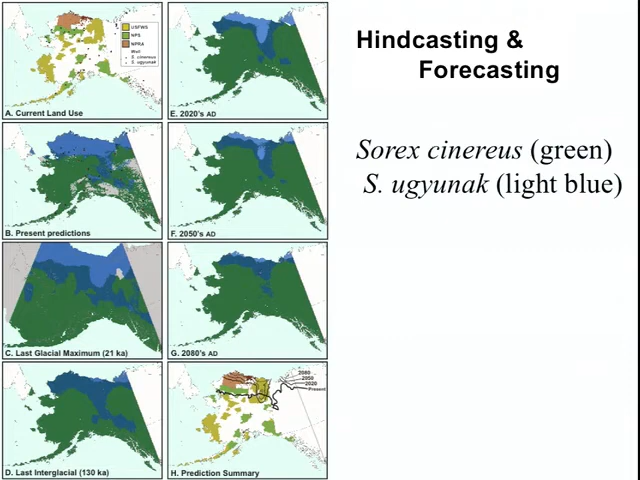 Hindcasting &
Forecasting
Sorex cinereus (green)
S. ugyunak (light blue)
USFWS
NPS
NPRA
S. cinereus
S. ugyunak
A. Current Land Use
B. Present predictions
C. Last Glacial Maximum (21 ka)
D. Last Interglacial (130 ka)
E. 2020's AD
F. 2050's AD
G. 2080's AD
2080
2050
2020
Present
H. Prediction Summary